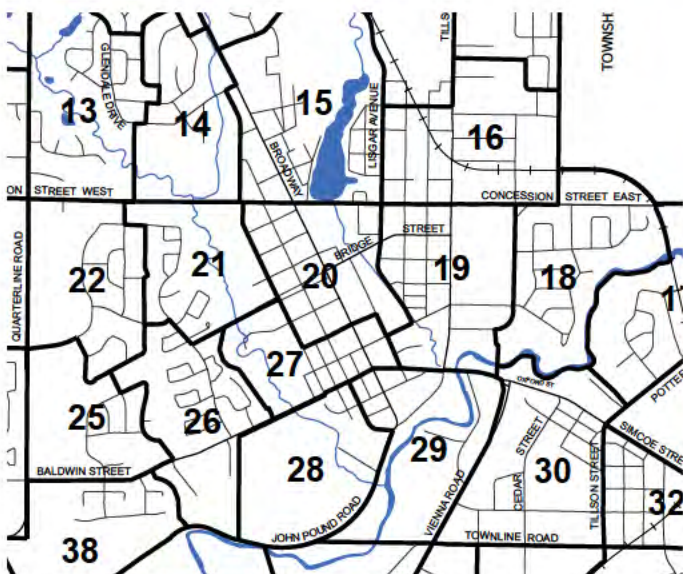 TILLS
TOWNSH
GLENDALE DRIVE
13
14
15
16
BROADWAY
LISGAR AVENUE
ON STREET WEST
CONCESSION STREET EAST
QUARTERLINE ROAD
22
21
20
BRIDGE STREET
19
18
17
27
POTTE
OXFORD ST
25
26
28
29
STREET
CEDAR
30
TILLSON STREET
SIMCOE STRE
32
BALDWIN STREET
38
JOHN POUND ROAD
VIENNA ROAD
TOWNLINE ROAD